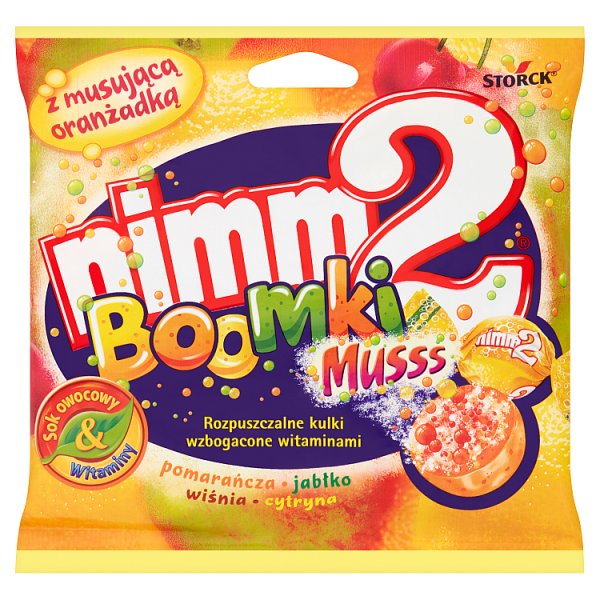 z musującą
oranżadką
STORCK®
nimm2®
BOOMKi
Musss
nimm2
Sok owocowy
&
Witaminy
Rozpuszczalne kulki
wzbogacone witaminami
pomarańcza • jabłko
wiśnia • cytryna